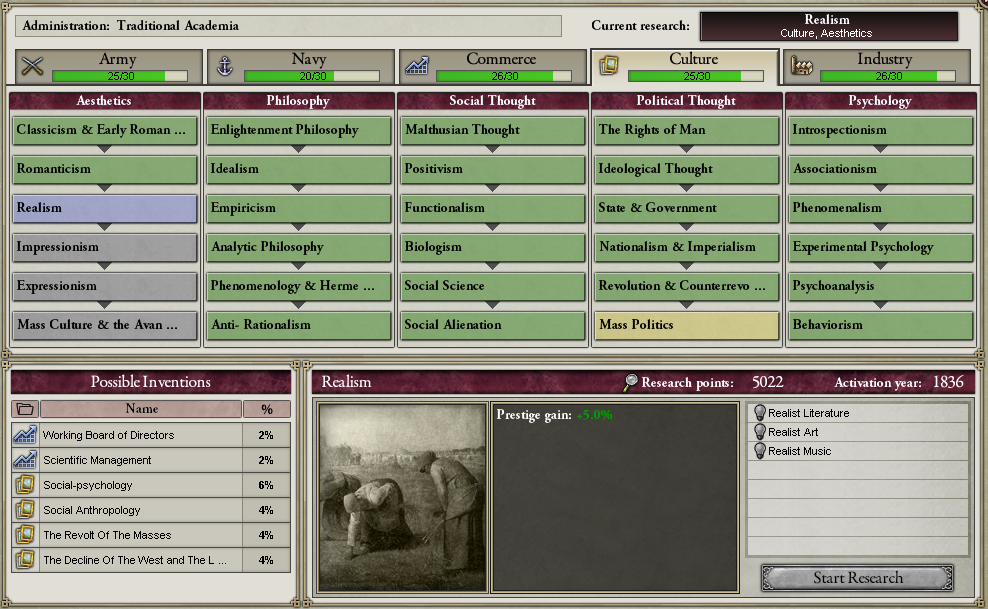 Administration: Traditional Academia
Current research:
Realism
Culture, Aesthetics
Army
25/30
Navy
20/30
Commerce
26/30
Culture
25/30
Industry
26/30
Aesthetics
Classicism & Early Roman ...
Romanticism
Realism
Impressionism
Expressionism
Mass Culture & the Avan ...
Philosophy
Enlightenment Philosophy
Idealism
Empiricism
Analytic Philosophy
Phenomenology & Herme ...
Anti- Rationalism
Social Thought
Malthusian Thought
Positivism
Functionalism
Biologism
Social Science
Social Alienation
Political Thought
The Rights of Man
Ideological Thought
State & Government
Nationalism & Imperialism
Revolution & Counterrevo ...
Mass Politics
Psychology
Introspectionism
Associationism
Phenomenalism
Experimental Psychology
Psychoanalysis
Behaviorism
Possible Inventions
Name %
Working Board of Directors 2%
Scientific Management 2%
Social-psychology 6%
Social Anthropology 4%
The Revolt Of The Masses 4%
The Decline Of The West and The L ... 4%
Realism
Research points: 5022
Activation year: 1836
Prestige gain: +5.0%
Realist Literature
Realist Art
Realist Music
Start Research